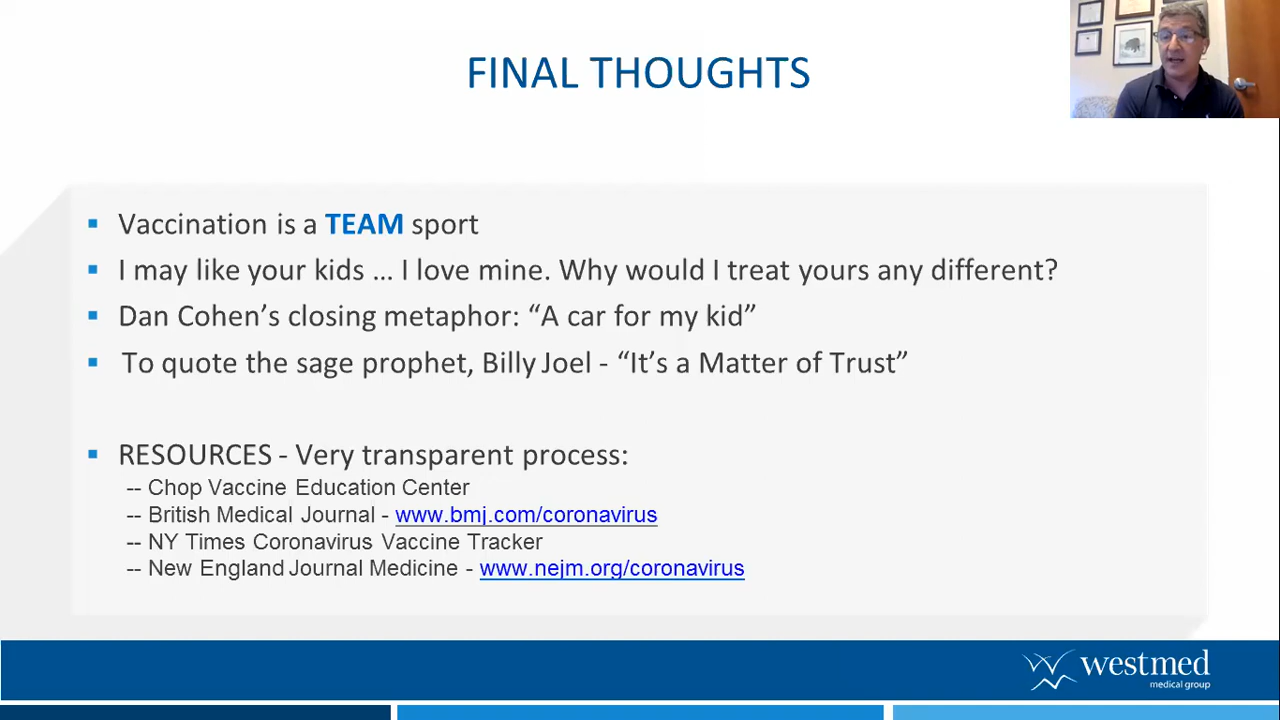 FINAL THOUGHTS
▪ Vaccination is a TEAM sport
▪ I may like your kids … I love mine. Why would I treat yours any different?
▪ Dan Cohen’s closing metaphor: “A car for my kid”
▪ To quote the sage prophet, Billy Joel - “It’s a Matter of Trust”
▪ RESOURCES - Very transparent process:
-- Chop Vaccine Education Center
-- British Medical Journal - www.bmj.com/coronavirus
-- NY Times Coronavirus Vaccine Tracker
-- New England Journal Medicine - www.nejm.org/coronavirus
westmed
medical group